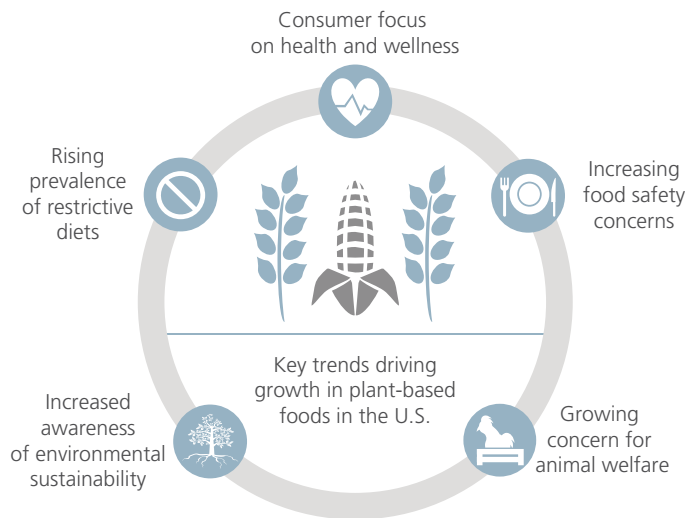 Consumer focus
on health and wellness
Rising
prevalence
of restrictive
diets
Increasing
food safety
concerns
Key trends driving
growth in plant-based
foods in the U.S.
Increased
awareness
of environmental
sustainability
Growing
concern for
animal welfare